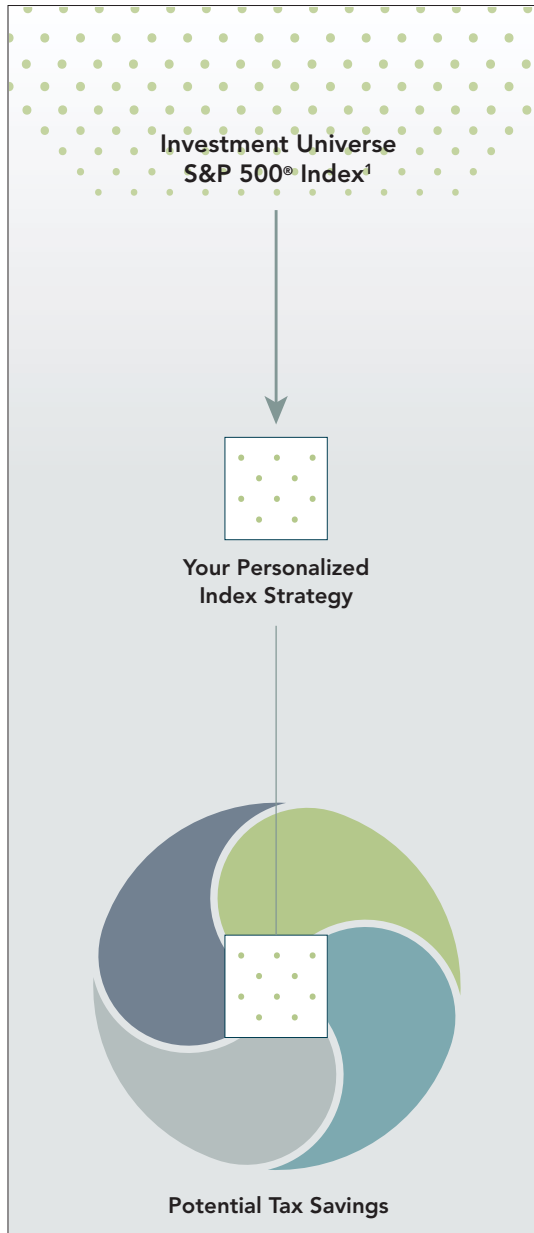 Investment Universe
S&P 500® Index¹
Your Personalized
Index Strategy
Potential Tax Savings